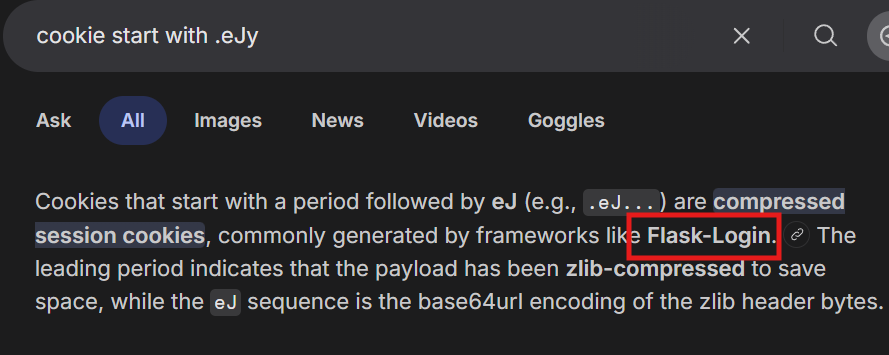 cookie start with .eJy
Ask All Images News Videos Goggles
Cookies that start with a period followed by eJ (e.g., .eJ...) are compressed
session cookies, commonly generated by frameworks like Flask-Login. The
leading period indicates that the payload has been zlib-compressed to save
space, while the eJ sequence is the base64url encoding of the zlib header bytes.